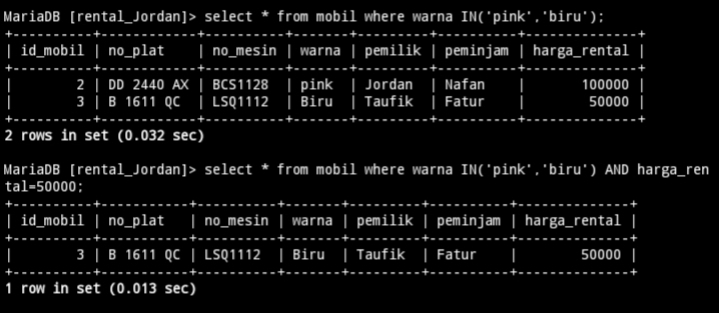 MariaDB [rental_Jordan]> select * from mobil where warna IN('pink','biru');
+----------+------------+----------+-------+---------+----------+--------------+
| id_mobil | no_plat    | no_mesin | warna | pemilik | peminjam | harga_rental |
+----------+------------+----------+-------+---------+----------+--------------+
|        2 | DD 2440 AX | BCS1128  | pink  | Jordan  | Nafan    |       100000 |
|        3 | B 1611 QC  | LSQ1112  | Biru  | Taufik  | Fatur    |        50000 |
+----------+------------+----------+-------+---------+----------+--------------+
2 rows in set (0.032 sec)
MariaDB [rental_Jordan]> select * from mobil where warna IN('pink','biru') AND harga_ren
tal=50000;
+----------+-----------+----------+-------+---------+----------+--------------+
| id_mobil | no_plat   | no_mesin | warna | pemilik | peminjam | harga_rental |
+----------+-----------+----------+-------+---------+----------+--------------+
|        3 | B 1611 QC | LSQ1112  | Biru  | Taufik  | Fatur    |        50000 |
+----------+-----------+----------+-------+---------+----------+--------------+
1 row in set (0.013 sec)